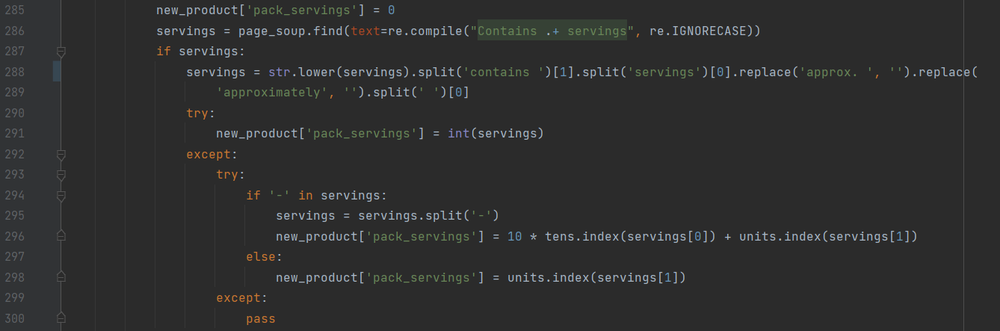 285 new_product['pack_servings'] = 0
286 servings = page_soup.find(text=re.compile("Contains .+ servings", re.IGNORECASE))
287 if servings:
288 servings = str.lower(servings).split('contains ')[1].split('servings')[0].replace('approx. ', '').replace(
289 'approximately', '').split(' ')[0]
290 try:
291 new_product['pack_servings'] = int(servings)
292 except:
293 try:
294 if '-' in servings:
295 servings = servings.split('-')
296 new_product['pack_servings'] = 10 * tens.index(servings[0]) + units.index(servings[1])
297 else:
298 new_product['pack_servings'] = units.index(servings[1])
299 except:
300 pass